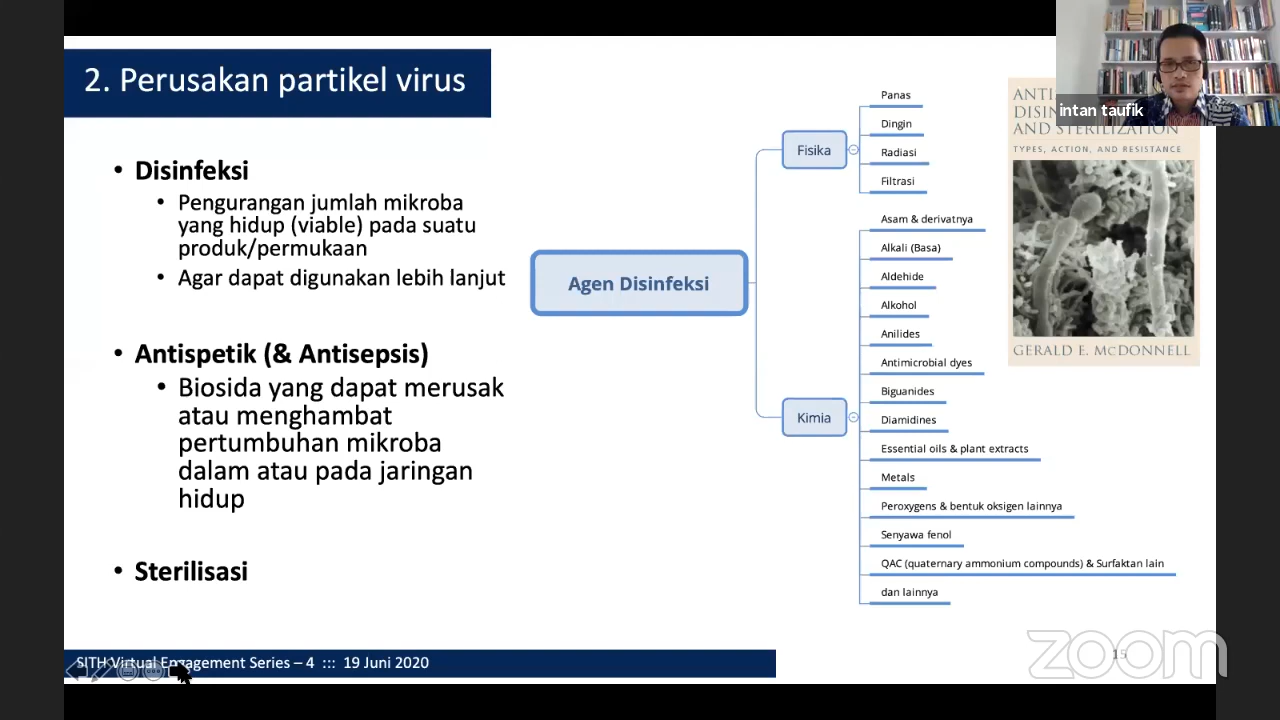 2. Perusakan partikel virus
• Disinfeksi
• Pengurangan jumlah mikroba
yang hidup (viable) pada suatu
produk/permukaan
• Agar dapat digunakan lebih lanjut
• Antispetik (& Antisepsis)
• Biosida yang dapat merusak
atau menghambat
pertumbuhan mikroba
dalam atau pada jaringan
hidup
• Sterilisasi
Agen Disinfeksi
Fisika
Panas
Dingin
Radiasi
Filtrasi
Kimia
Asam & derivatnya
Alkali (Basa)
Aldehide
Alkohol
Anilides
Antimicrobial dyes
Biguanides
Diamidines
Essential oils & plant extracts
Metals
Peroxygens & bentuk oksigen lainnya
Senyawa fenol
QAC (quaternary ammonium compounds) & Surfaktan lain
dan lainnya
intan taufik
AND STERILIZATION
TYPES, ACTION, AND RESISTANCE
GERALD E. McDONNELL
SITH Virtual Engagement Series – 4 ::: 19 Juni 2020
15
zoom